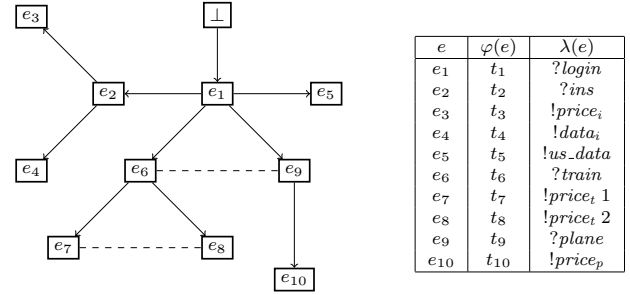 e₃ ⊥
e₂ e₁ e₅
e₄ e₆ e₉
e₇ e₈
e₁₀
e φ(e) λ(e)
e₁ t₁ ?login
e₂ t₂ ?ins
e₃ t₃ !priceᵢ
e₄ t₄ !dataᵢ
e₅ t₅ !us_data
e₆ t₆ ?train
e₇ t₇ !priceₜ 1
e₈ t₈ !priceₜ 2
e₉ t₉ ?plane
e₁₀ t₁₀ !priceₚ